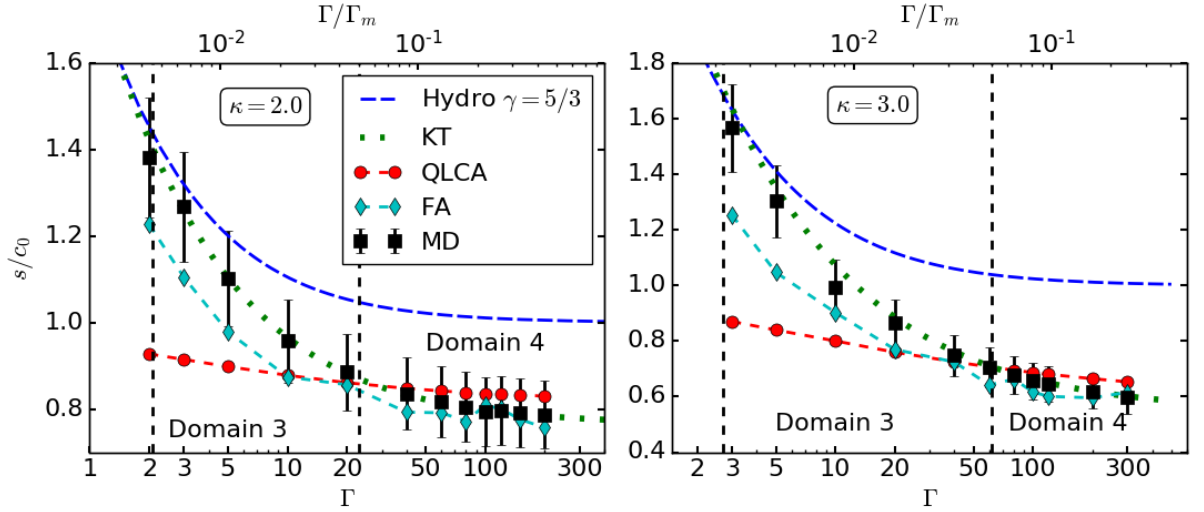 Γ/Γm
10⁻² 10⁻¹
1.6
1.4
1.2
1.0
0.8
s/c₀
κ = 2.0
Hydro γ = 5/3
KT
QLCA
FA
MD
Domain 4
Domain 3
1 2 3 5 10 20 40 100 300
Γ
Γ/Γm
10⁻² 10⁻¹
1.8
1.6
1.4
1.2
1.0
0.8
0.6
0.4
κ = 3.0
Domain 3 Domain 4
2 3 5 10 20 40 100 300
Γ